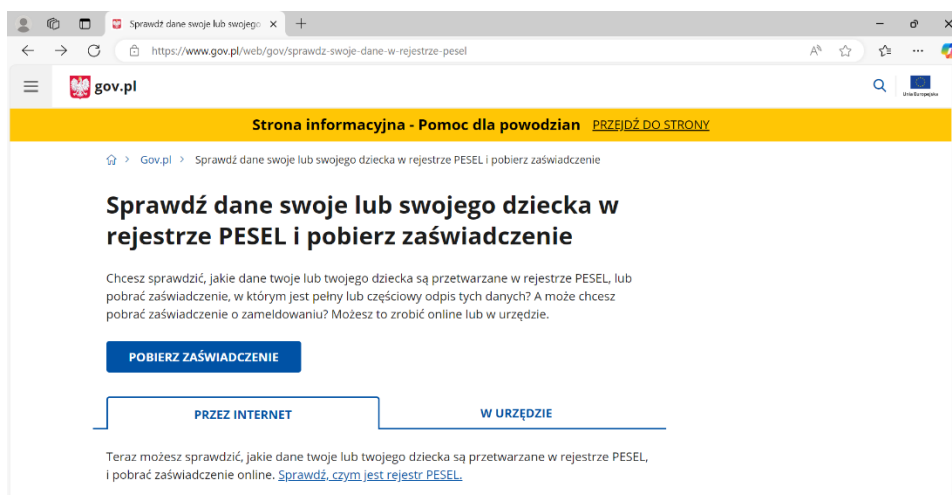 Sprawdź dane swoje lub swojego
https://www.gov.pl/web/gov/sprawdz-swoje-dane-w-rejestrze-pesel
gov.pl
Unia Europejska
Strona informacyjna - Pomoc dla powodzian PRZEJDŹ DO STRONY
Gov.pl > Sprawdź dane swoje lub swojego dziecka w rejestrze PESEL i pobierz zaświadczenie
Sprawdź dane swoje lub swojego dziecka w
rejestrze PESEL i pobierz zaświadczenie
Chcesz sprawdzić, jakie dane twoje lub twojego dziecka są przetwarzane w rejestrze PESEL, lub
pobrać zaświadczenie, w którym jest pełny lub częściowy odpis tych danych? A może chcesz
pobrać zaświadczenie o zameldowaniu? Możesz to zrobić online lub w urzędzie.
POBIERZ ZAŚWIADCZENIE
PRZEZ INTERNET W URZĘDZIE
Teraz możesz sprawdzić, jakie dane twoje lub twojego dziecka są przetwarzane w rejestrze PESEL,
i pobrać zaświadczenie online. Sprawdź, czym jest rejestr PESEL.